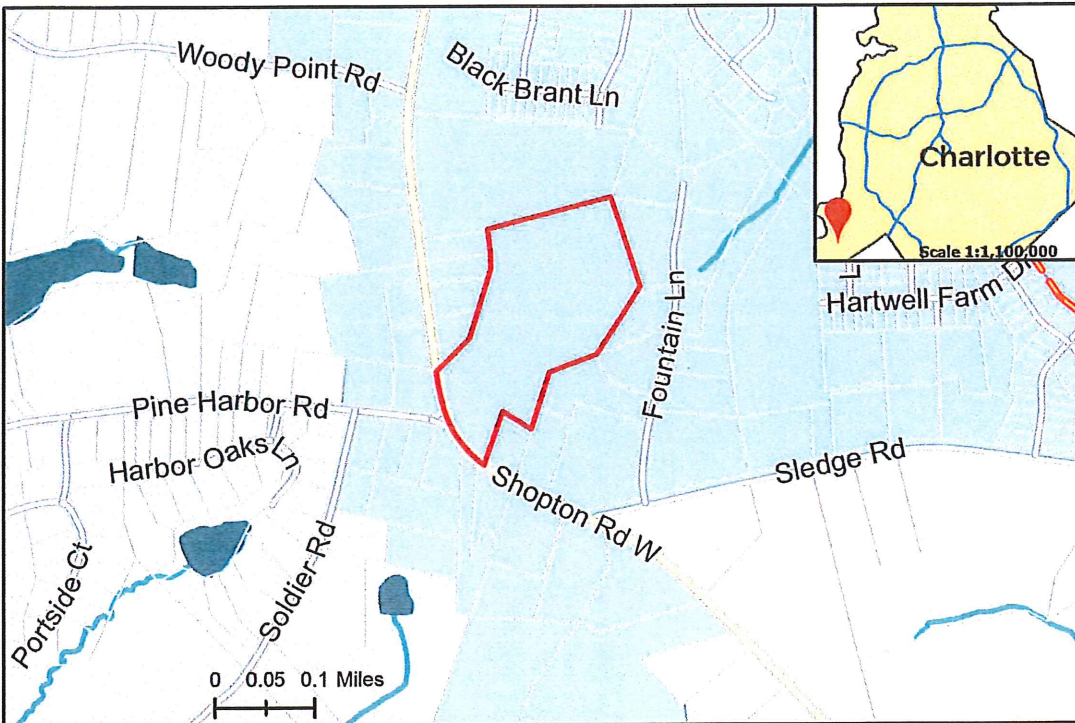 Woody Point Rd
Black Brant Ln
Charlotte
Scale 1:1,100,000
Hartwell Farm Dr
Fountain Ln
Pine Harbor Rd
Harbor Oaks Ln
Sledge Rd
Shopton Rd W
Soldier Rd
Portside Ct
0 0.05 0.1 Miles